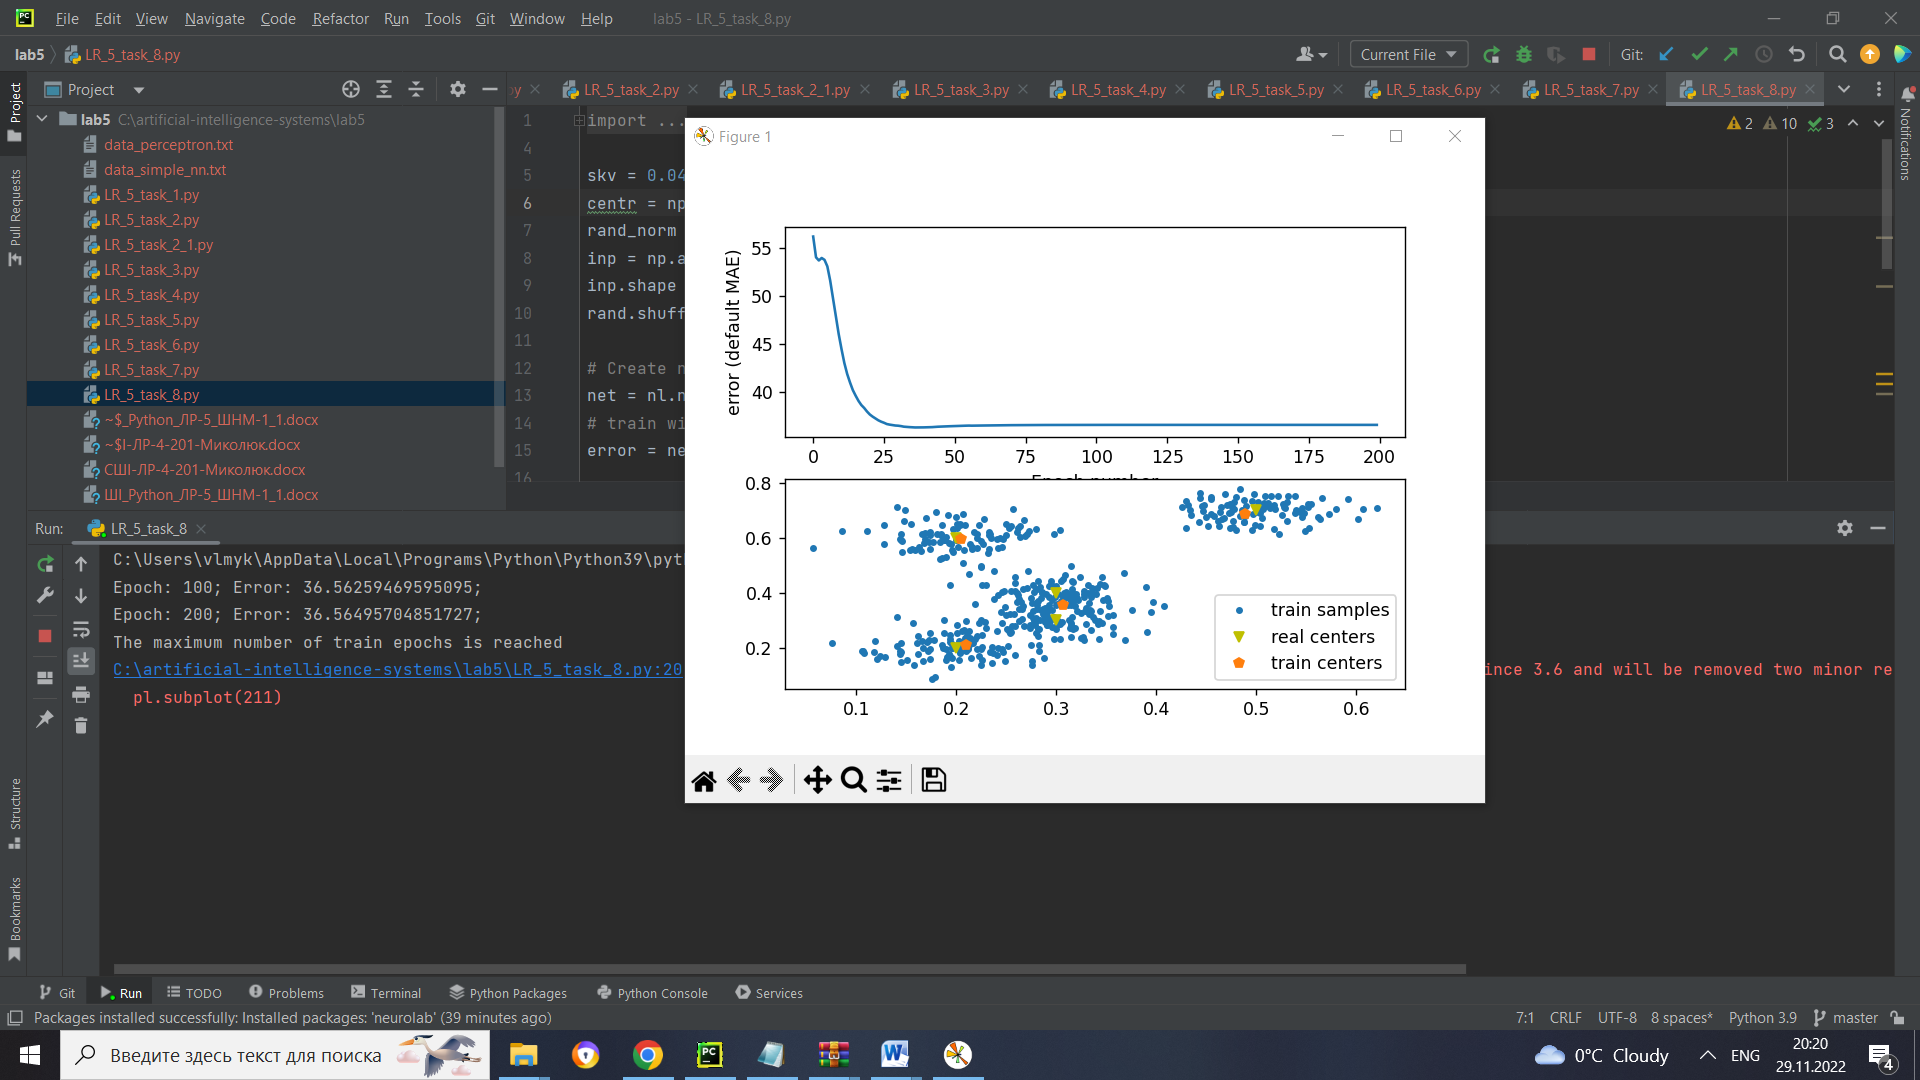 File Edit View Navigate Code Refactor Run Tools Git Window Help lab5 - LR_5_task_8.py
lab5 LR_5_task_8.py Current File Git:
Project LR_5_task_2.py LR_5_task_2_1.py LR_5_task_3.py LR_5_task_4.py LR_5_task_5.py LR_5_task_6.py LR_5_task_7.py LR_5_task_8.py
Project
Pull Requests
Notifications
lab5 C:\artificial-intelligence-systems\lab5
data_perceptron.txt
data_simple_nn.txt
LR_5_task_1.py
LR_5_task_2.py
LR_5_task_2_1.py
LR_5_task_3.py
LR_5_task_4.py
LR_5_task_5.py
LR_5_task_6.py
LR_5_task_7.py
LR_5_task_8.py
~$_Python_ЛР-5_ШНМ-1_1.docx
~$І-ЛР-4-201-Миколюк.docx
СШІ-ЛР-4-201-Миколюк.docx
ШІ_Python_ЛР-5_ШНМ-1_1.docx
2 10 3
1 import ...
4
5 skv = 0.04
6 centr = np
7 rand_norm
8 inp = np.a
9 inp.shape
10 rand.shuff
11
12 # Create n
13 net = nl.n
14 # train wi
15 error = ne
16
Figure 1
error (default MAE)
55
50
45
40
0 25 50 75 100 125 150 175 200
Epoch number
0.8
0.6
0.4
0.2
0.1 0.2 0.3 0.4 0.5 0.6
train samples
real centers
train centers
Run: LR_5_task_8
C:\Users\vlmyk\AppData\Local\Programs\Python\Python39\pyth
Epoch: 100; Error: 36.56259469595095;
Epoch: 200; Error: 36.56495704851727;
The maximum number of train epochs is reached
C:\artificial-intelligence-systems\lab5\LR_5_task_8.py:20 ince 3.6 and will be removed two minor re
pl.subplot(211)
Structure
Bookmarks
Git Run TODO Problems Terminal Python Packages Python Console Services
Packages installed successfully: Installed packages: 'neurolab' (39 minutes ago) 7:1 CRLF UTF-8 8 spaces* Python 3.9 master
Введите здесь текст для поиска
0°C Cloudy ENG
20:20
29.11.2022
4